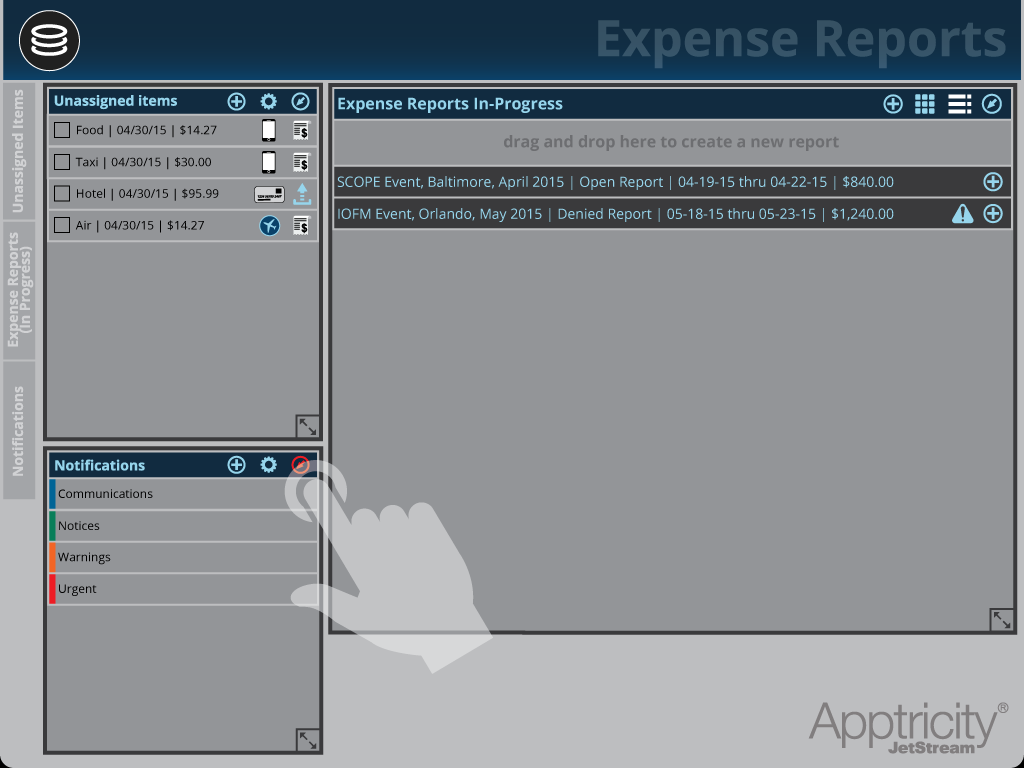 Expense Reports
Unassigned Items
Expense Reports
(In Progress)
Notifications
Unassigned items
Food | 04/30/15 | $14.27
Taxi | 04/30/15 | $30.00
Hotel | 04/30/15 | $95.99
Air | 04/30/15 | $14.27
Notifications
Communications
Notices
Warnings
Urgent
Expense Reports In-Progress
drag and drop here to create a new report
SCOPE Event, Baltimore, April 2015 | Open Report | 04-19-15 thru 04-22-15 | $840.00
IOFM Event, Orlando, May 2015 | Denied Report | 05-18-15 thru 05-23-15 | $1,240.00
Apptricity®
JetStream